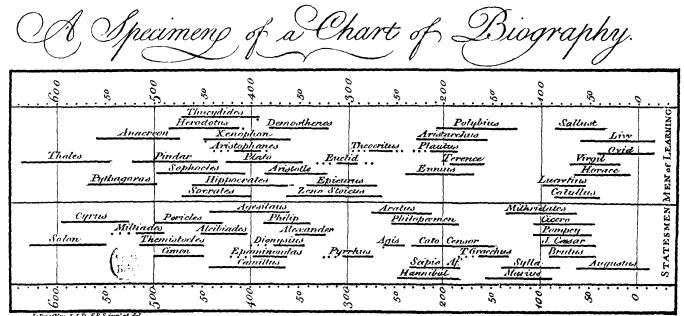 A Specimen of a Chart of Biography.
600 50 500 50 400 50 300 50 200 50 100 50 0
Thucydides
Herodotus Demosthenes Polybius Sallust
Anacreon Xenophon Aristarchus Livy
Aristophanes Theocritus Plautus Ovid
Thales Pindar Plato Euclid Terence Virgil
Sophocles Aristotle Ennius Horace
Pythagoras Hippocrates Epicurus Lucretius
Socrates Zeno Stoicus Catullus
MEN of LEARNING
Agesilaus Aratus Mithridates
Cyrus Pericles Philip Philopœmen Cicero
Miltiades Alcibiades Alexander Pompey
Solon Themistocles Dionysius Agis Cato Censor J. Cæsar
Cimon Epaminondas Pyrrhus T. Gracchus Brutus
Camillus Scipio Af. Sylla Augustus
Hannibal Marius
STATESMEN
600 50 500 50 400 50 300 50 200 50 100 50 0